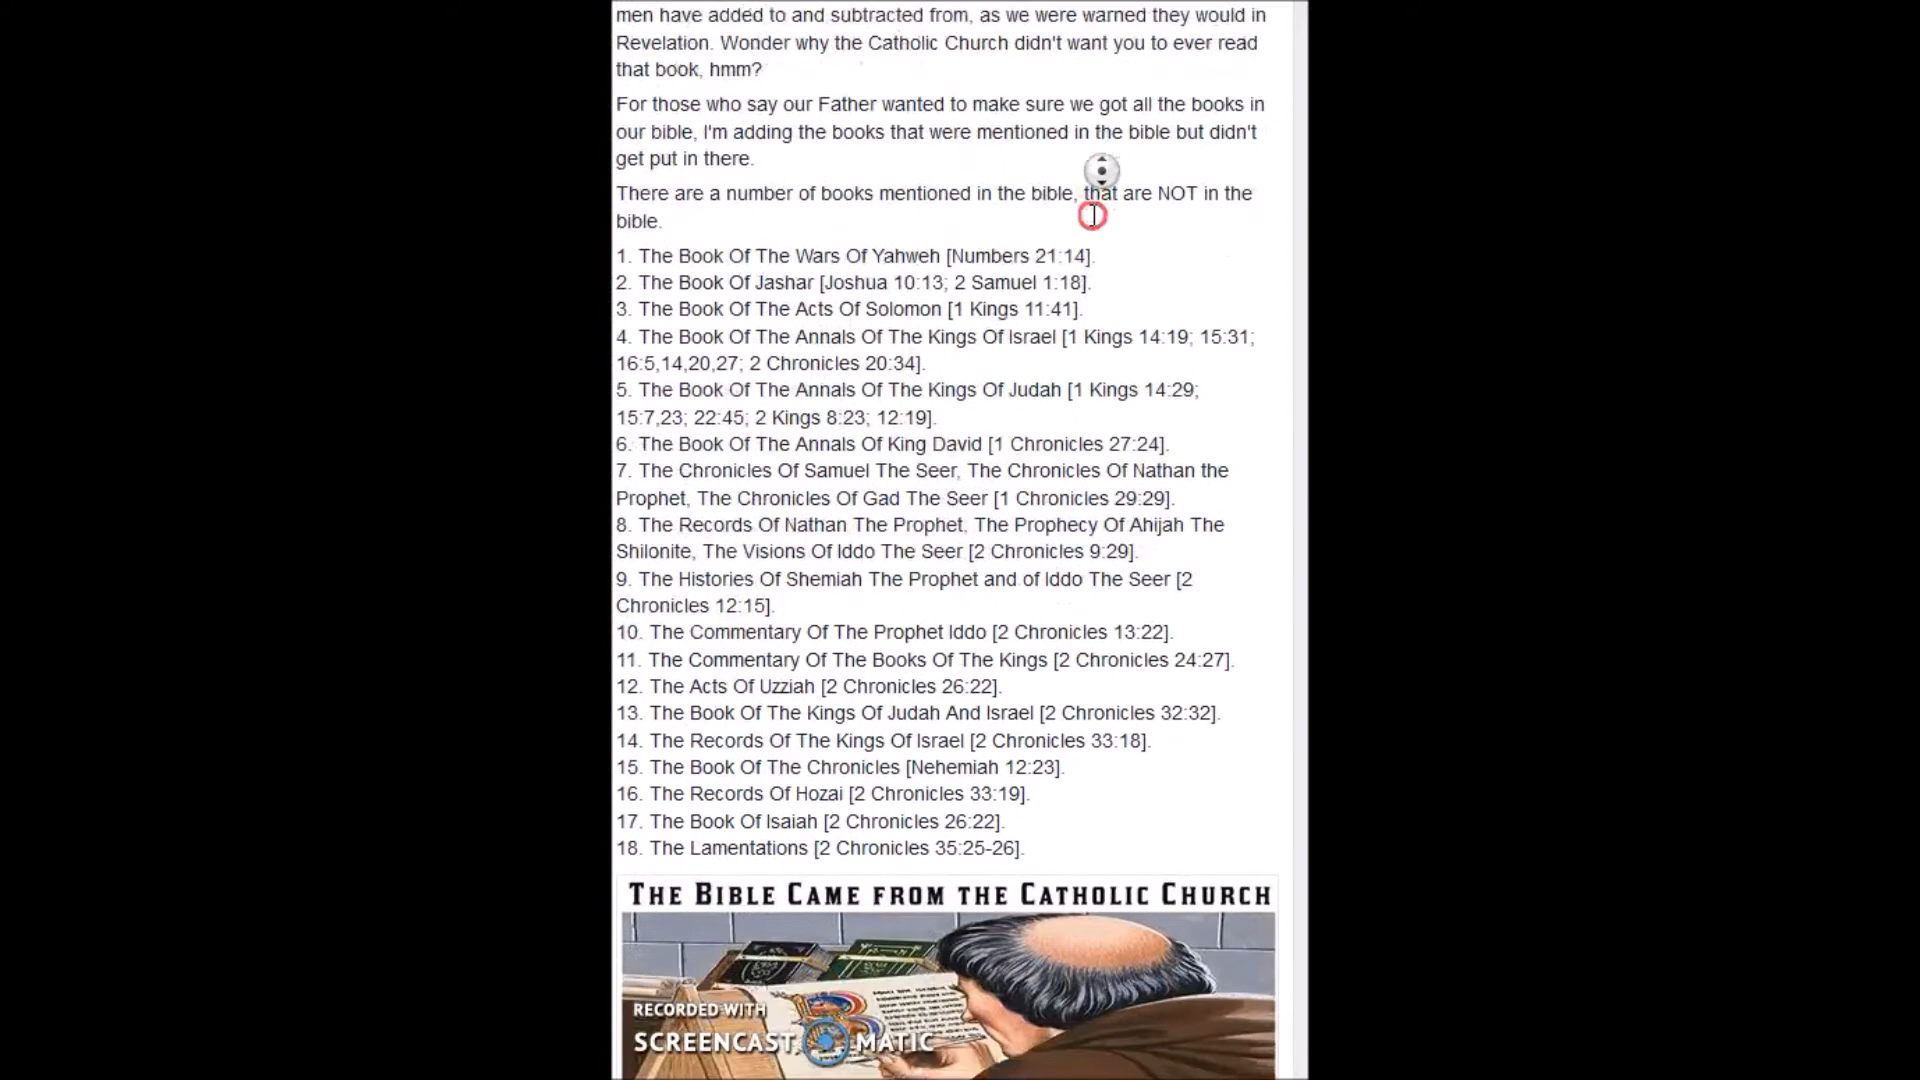 men have added to and subtracted from, as we were warned they would in
Revelation. Wonder why the Catholic Church didn't want you to ever read
that book, hmm?
For those who say our Father wanted to make sure we got all the books in
our bible, I'm adding the books that were mentioned in the bible but didn't
get put in there.
There are a number of books mentioned in the bible, that are NOT in the
bible.
1. The Book Of The Wars Of Yahweh [Numbers 21:14].
2. The Book Of Jashar [Joshua 10:13; 2 Samuel 1:18].
3. The Book Of The Acts Of Solomon [1 Kings 11:41].
4. The Book Of The Annals Of The Kings Of Israel [1 Kings 14:19; 15:31;
16:5,14,20,27; 2 Chronicles 20:34].
5. The Book Of The Annals Of The Kings Of Judah [1 Kings 14:29;
15:7,23; 22:45; 2 Kings 8:23; 12:19].
6. The Book Of The Annals Of King David [1 Chronicles 27:24].
7. The Chronicles Of Samuel The Seer, The Chronicles Of Nathan the
Prophet, The Chronicles Of Gad The Seer [1 Chronicles 29:29].
8. The Records Of Nathan The Prophet, The Prophecy Of Ahijah The
Shilonite, The Visions Of Iddo The Seer [2 Chronicles 9:29].
9. The Histories Of Shemiah The Prophet and of Iddo The Seer [2
Chronicles 12:15].
10. The Commentary Of The Prophet Iddo [2 Chronicles 13:22].
11. The Commentary Of The Books Of The Kings [2 Chronicles 24:27].
12. The Acts Of Uzziah [2 Chronicles 26:22].
13. The Book Of The Kings Of Judah And Israel [2 Chronicles 32:32].
14. The Records Of The Kings Of Israel [2 Chronicles 33:18].
15. The Book Of The Chronicles [Nehemiah 12:23].
16. The Records Of Hozai [2 Chronicles 33:19].
17. The Book Of Isaiah [2 Chronicles 26:22].
18. The Lamentations [2 Chronicles 35:25-26].
THE BIBLE CAME FROM THE CATHOLIC CHURCH
RECORDED WITH
SCREENCAST MATIC